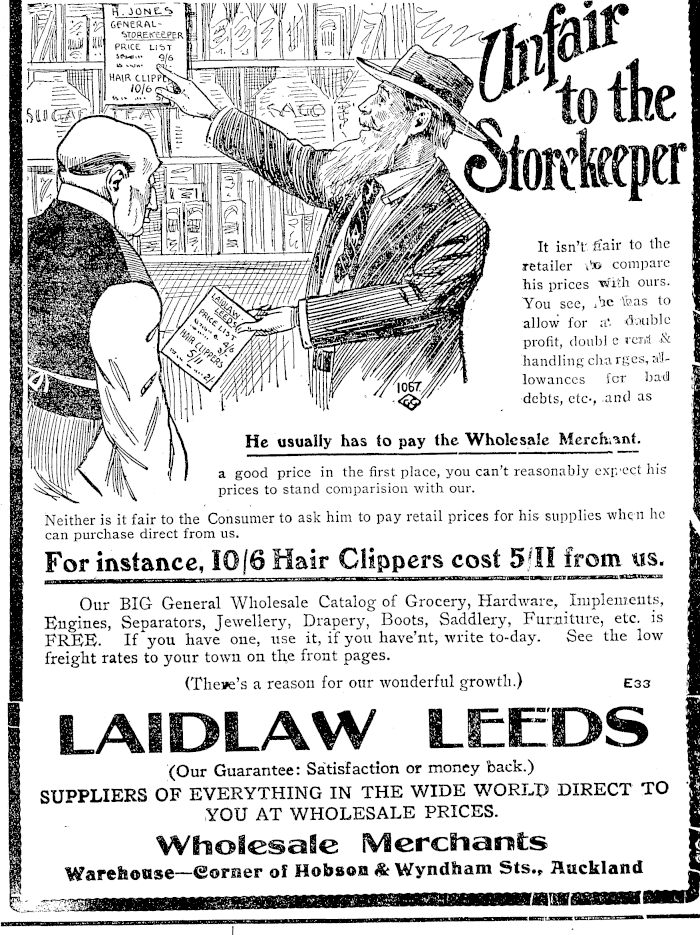 H. JONES
GENERAL-
STOREKEEPER
PRICE LIST
9/6
HAIR CLIPPE
10/6
SUGA
TEA
SAGO
Unfair
to the
Storekeeper
LAIDLAW
LEEDS
PRICE LIST
HAIR CLIPPERS
5/11
1067
It isn't fair to the
retailer to compare
his prices with ours.
You see, he has to
allow for a double
profit, double rent &
handling charges, al-
lowances for bad
debts, etc., and as
He usually has to pay the Wholesale Merchant.
a good price in the first place, you can't reasonably expect his
prices to stand comparision with our.
Neither is it fair to the Consumer to ask him to pay retail prices for his supplies when he
can purchase direct from us.
For instance, 10/6 Hair Clippers cost 5/11 from us.
Our BIG General Wholesale Catalog of Grocery, Hardware, Implements,
Engines, Separators, Jewellery, Drapery, Boots, Saddlery, Furniture, etc. is
FREE. If you have one, use it, if you have'nt, write to-day. See the low
freight rates to your town on the front pages.
(There's a reason for our wonderful growth.)
E33
LAIDLAW LEEDS
(Our Guarantee: Satisfaction or money back.)
SUPPLIERS OF EVERYTHING IN THE WIDE WORLD DIRECT TO
YOU AT WHOLESALE PRICES.
Wholesale Merchants
Warehouse—Corner of Hobson & Wyndham Sts., Auckland